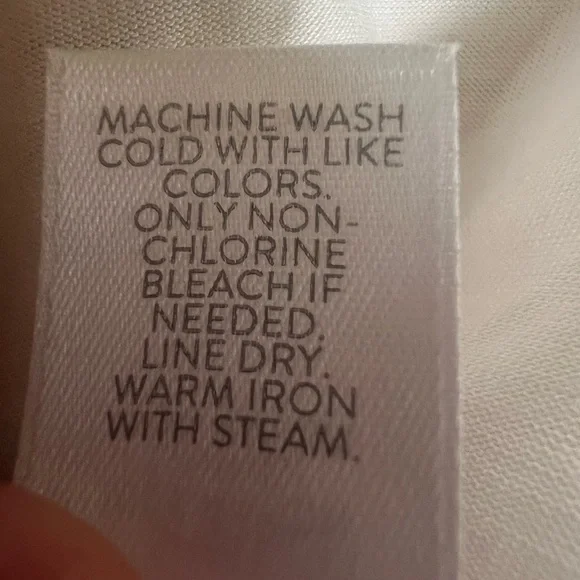 MACHINE WASH
COLD WITH LIKE
COLORS.
ONLY NON-
CHLORINE
BLEACH IF
NEEDED.
LINE DRY.
WARM IRON
WITH STEAM.